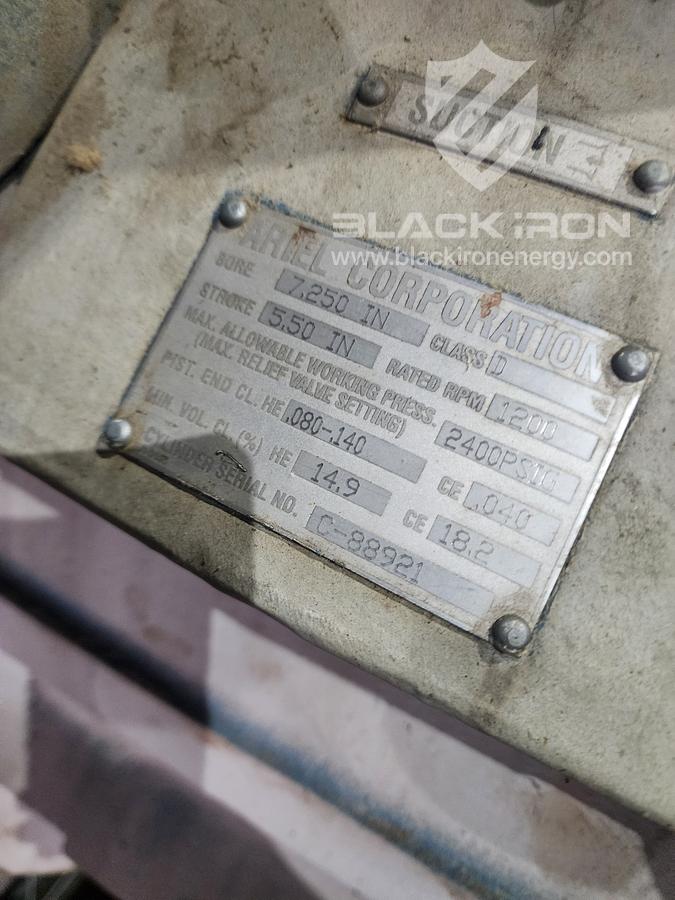 SUCTION
BLACK IRON
www.blackironenergy.com
ARIEL CORPORATION
BORE 7.250 IN CLASS D
STROKE 5.50 IN RATED RPM 1200
MAX. ALLOWABLE WORKING PRESS.
(MAX. RELIEF VALVE SETTING) 2400PSIG
PIST. END CL. HE .080-.140 CE .040
MIN. VOL. CL. (%) HE 14.9 CE 18.2
CYLINDER SERIAL NO. C-88921